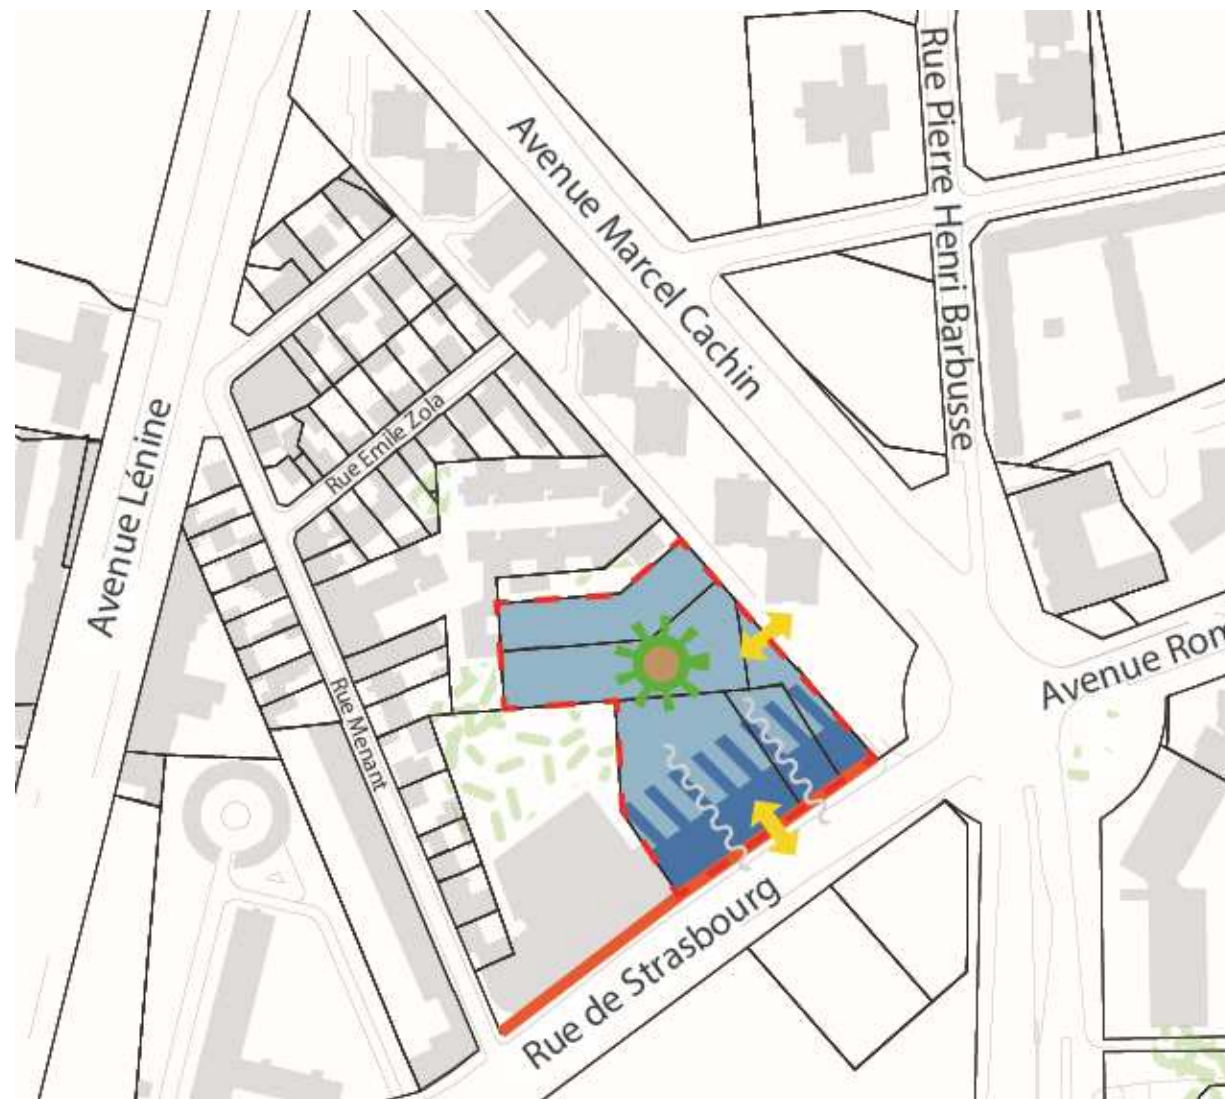 Rue Pierre Henri Barbusse
Avenue Marcel Cachin
Avenue Lénine
Rue Emile Zola
Avenue Rom
Rue Menant
Rue de Strasbourg